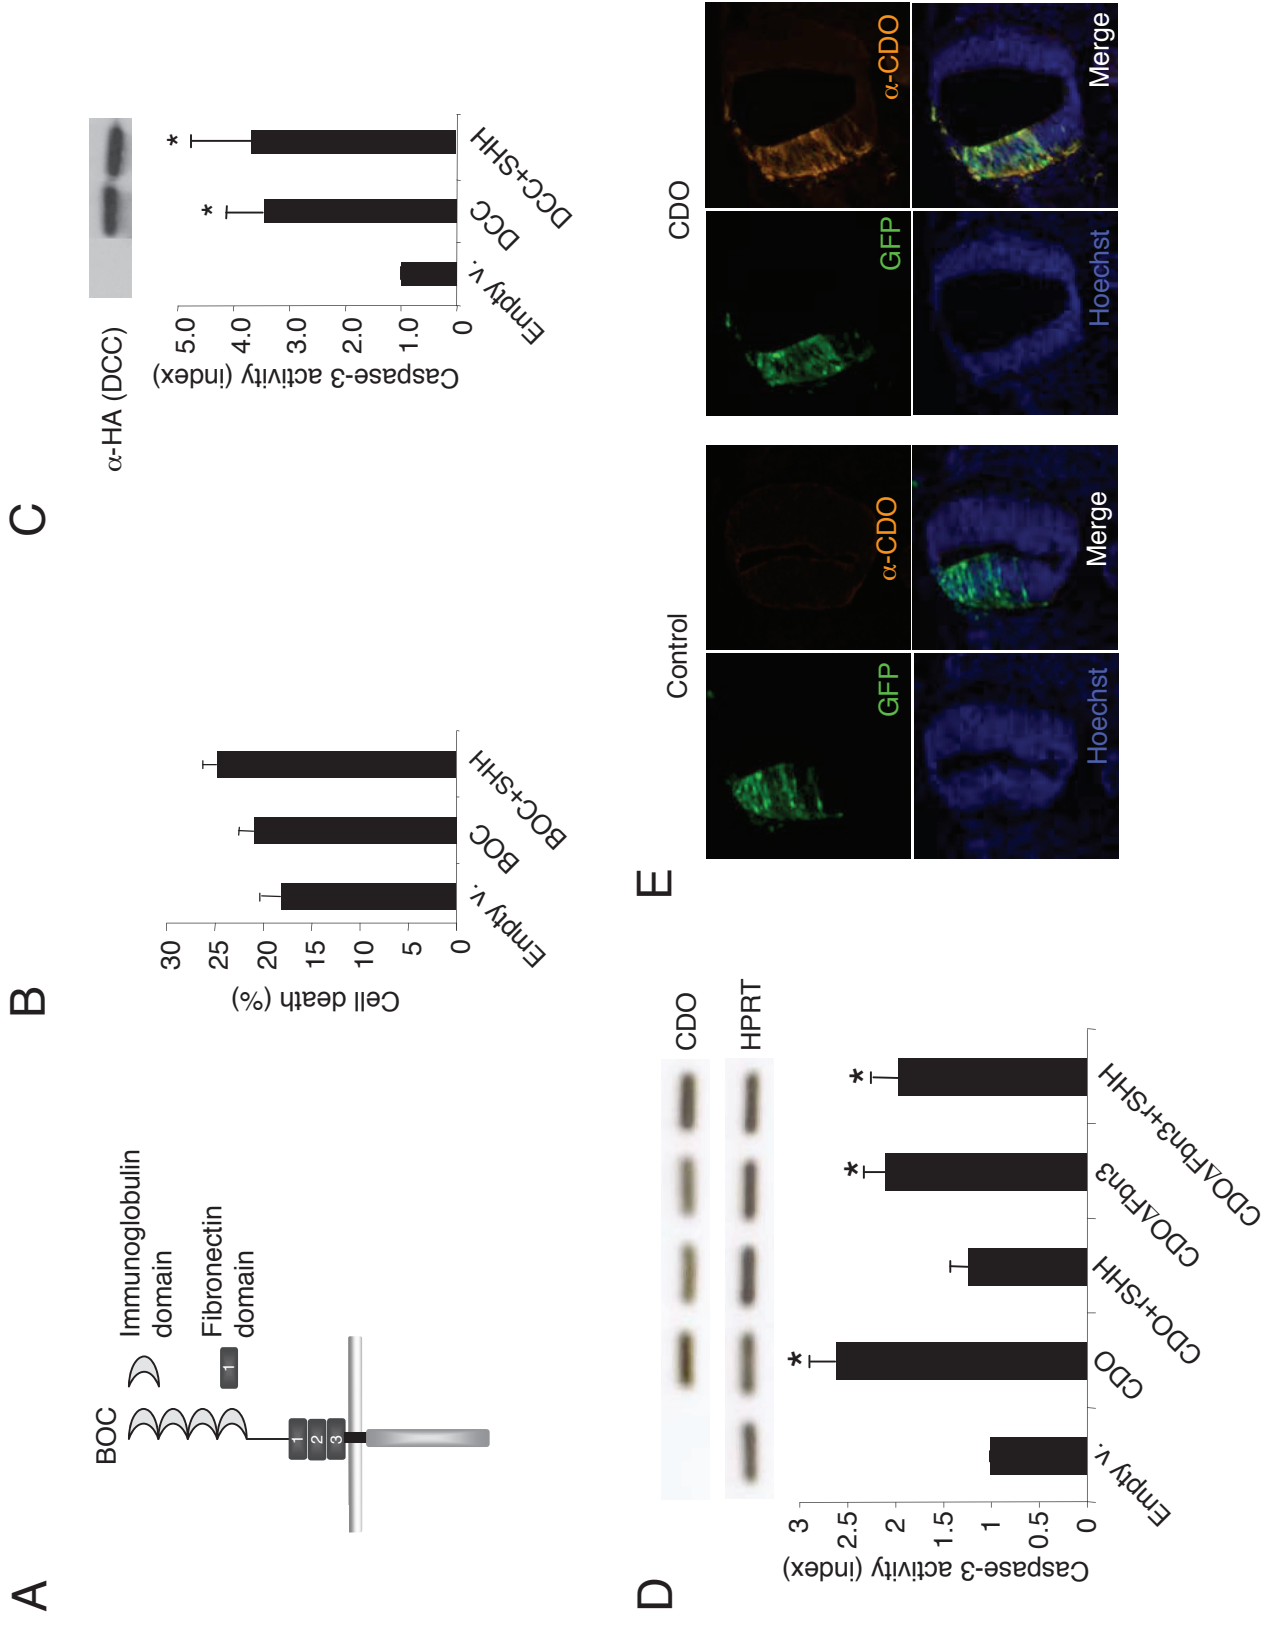 A
BOC
Immunoglobulin
domain
Fibronectin
domain
1
1
2
3
B
Cell death (%)
30
25
20
15
10
5
0
Empty v.
BOC
BOC+SHH
C
α-HA (DCC)
Caspase-3 activity (index)
5.0
4.0
3.0
2.0
1.0
0
*
*
Empty v.
DCC
DCC+SHH
D
CDO
HPRT
Caspase-3 activity (index)
3
2.5
2
1.5
1
0.5
0
*
*
*
Empty v.
CDO
CDO+rSHH
CDOΔFbn3
CDOΔFbn3+rSHH
E
Control
CDO
GFP
α-CDO
GFP
α-CDO
Hoechst
Merge
Hoechst
Merge